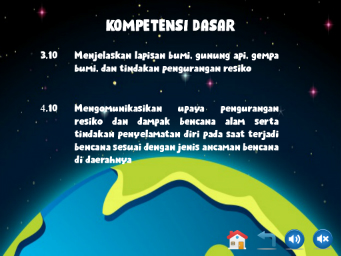 KOMPETENSI DASAR
3.10 Menjelaskan lapisan bumi, gunung api, gempa
bumi, dan tindakan pengurangan resiko
4.10 Mengomunikasikan upaya pengurangan
resiko dan dampak bencana alam serta
tindakan penyelamatan diri pada saat terjadi
bencana sesuai dengan jenis ancaman bencana
di daerahnya